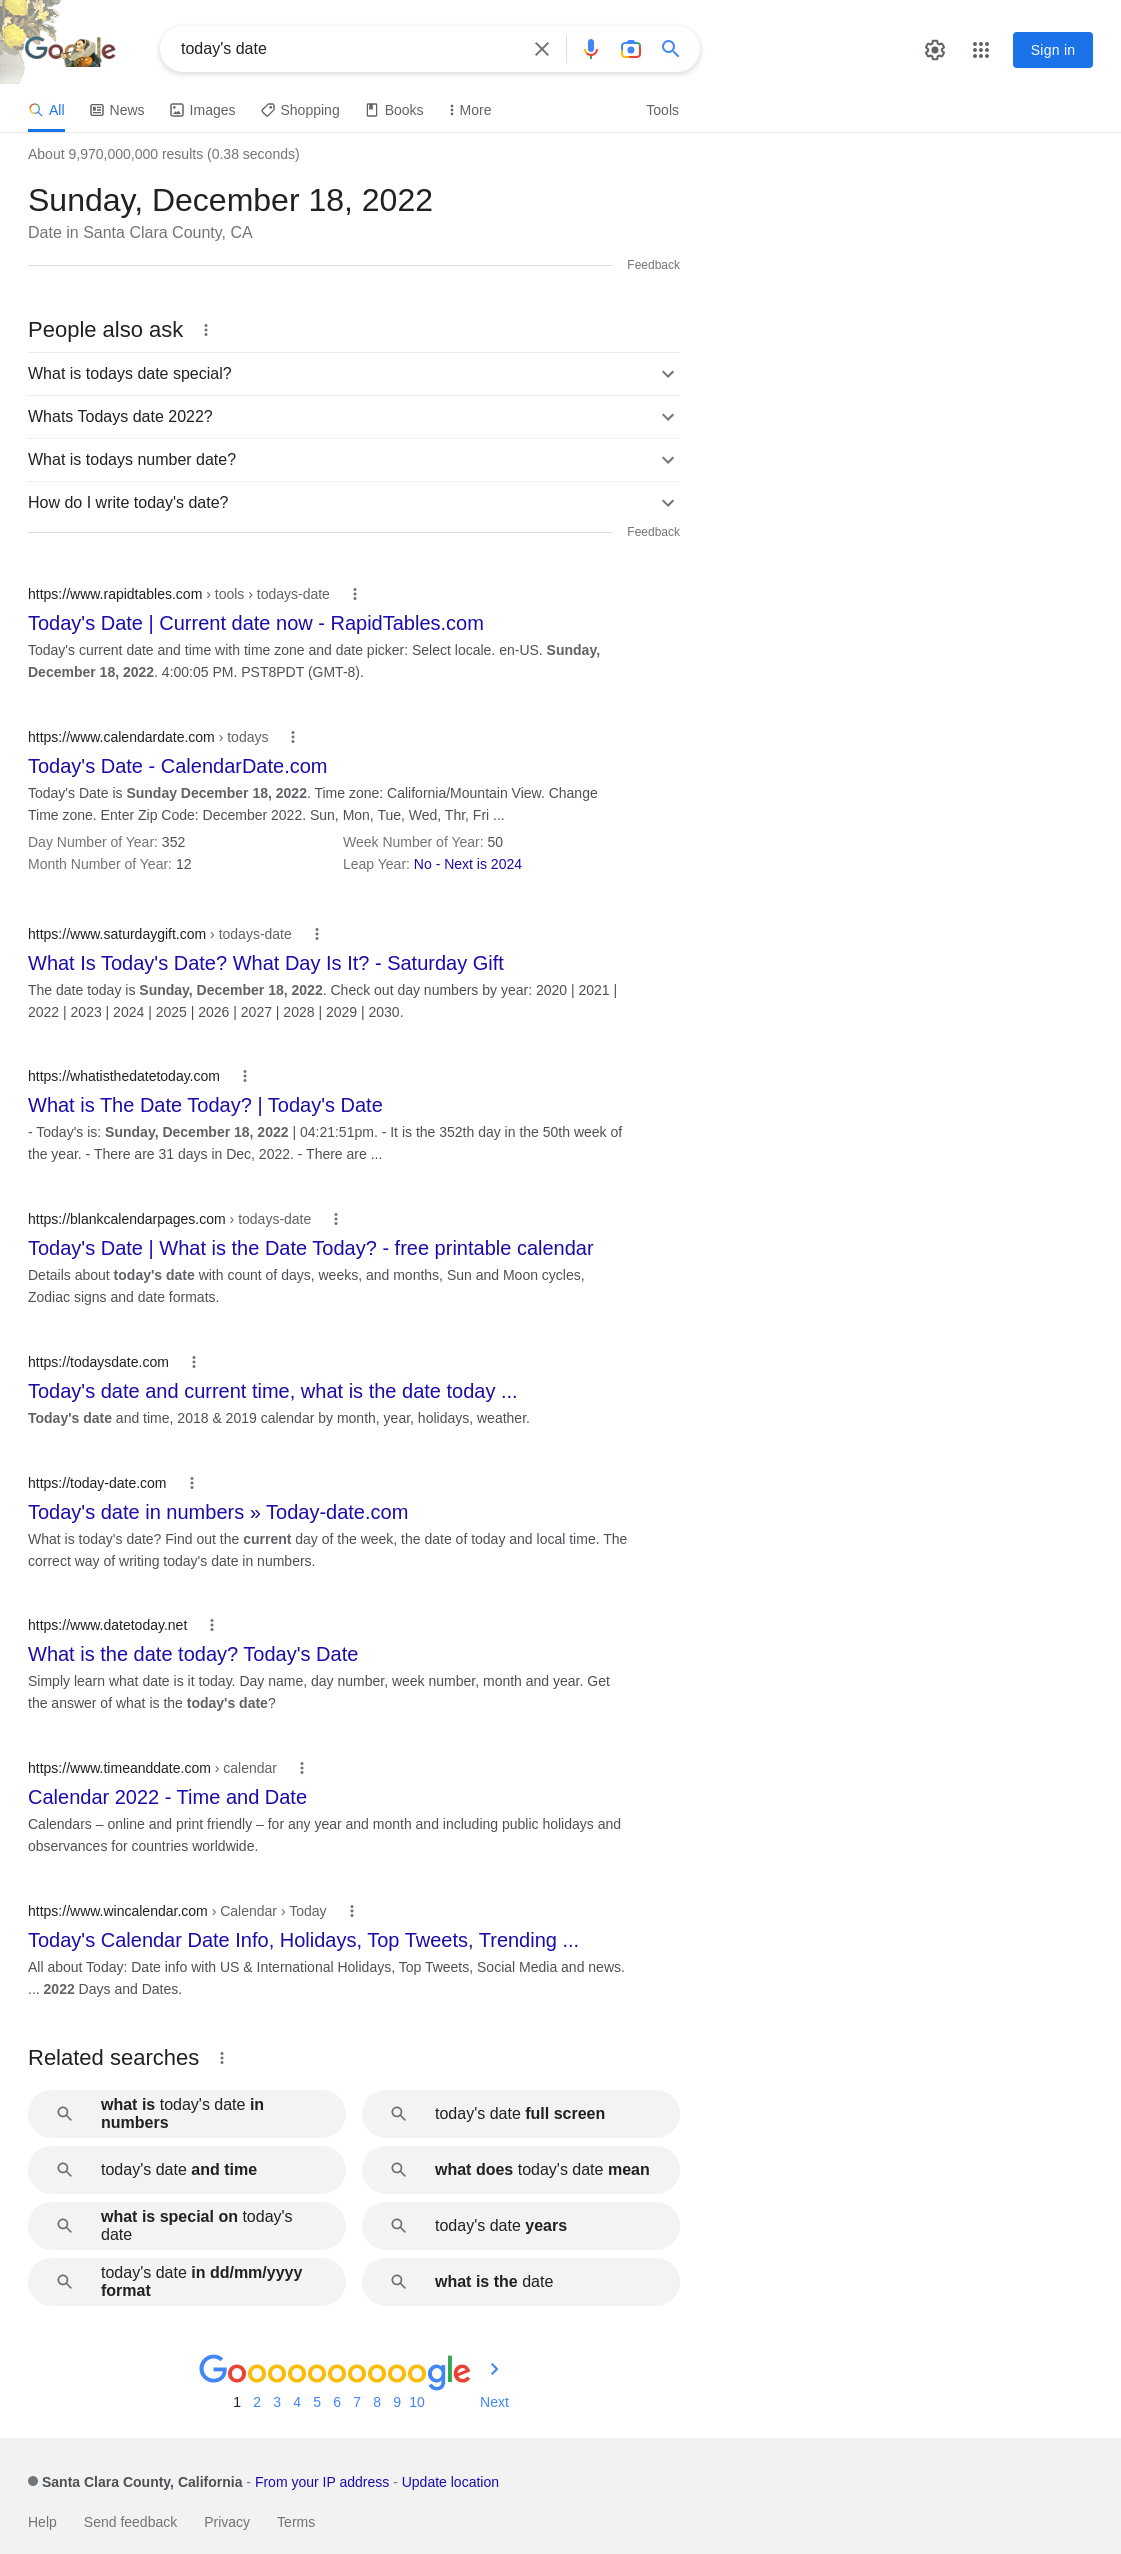 Google
today's date
Sign in
All
News
Images
Shopping
Books
More
Tools
About 9,970,000,000 results (0.38 seconds)
Sunday, December 18, 2022
Date in Santa Clara County, CA
Feedback
People also ask
What is todays date special?
Whats Todays date 2022?
What is todays number date?
How do I write today's date?
Feedback
https://www.rapidtables.com › tools › todays-date
Today's Date | Current date now - RapidTables.com
Today's current date and time with time zone and date picker: Select locale. en-US. Sunday,
December 18, 2022. 4:00:05 PM. PST8PDT (GMT-8).
https://www.calendardate.com › todays
Today's Date - CalendarDate.com
Today's Date is Sunday December 18, 2022. Time zone: California/Mountain View. Change
Time zone. Enter Zip Code: December 2022. Sun, Mon, Tue, Wed, Thr, Fri ...
Day Number of Year: 352
Week Number of Year: 50
Month Number of Year: 12
Leap Year: No - Next is 2024
https://www.saturdaygift.com › todays-date
What Is Today's Date? What Day Is It? - Saturday Gift
The date today is Sunday, December 18, 2022. Check out day numbers by year: 2020 | 2021 |
2022 | 2023 | 2024 | 2025 | 2026 | 2027 | 2028 | 2029 | 2030.
https://whatisthedatetoday.com
What is The Date Today? | Today's Date
- Today's is: Sunday, December 18, 2022 | 04:21:51pm. - It is the 352th day in the 50th week of
the year. - There are 31 days in Dec, 2022. - There are ...
https://blankcalendarpages.com › todays-date
Today's Date | What is the Date Today? - free printable calendar
Details about today's date with count of days, weeks, and months, Sun and Moon cycles,
Zodiac signs and date formats.
https://todaysdate.com
Today's date and current time, what is the date today ...
Today's date and time, 2018 & 2019 calendar by month, year, holidays, weather.
https://today-date.com
Today's date in numbers » Today-date.com
What is today's date? Find out the current day of the week, the date of today and local time. The
correct way of writing today's date in numbers.
https://www.datetoday.net
What is the date today? Today's Date
Simply learn what date is it today. Day name, day number, week number, month and year. Get
the answer of what is the today's date?
https://www.timeanddate.com › calendar
Calendar 2022 - Time and Date
Calendars – online and print friendly – for any year and month and including public holidays and
observances for countries worldwide.
https://www.wincalendar.com › Calendar › Today
Today's Calendar Date Info, Holidays, Top Tweets, Trending ...
All about Today: Date info with US & International Holidays, Top Tweets, Social Media and news.
... 2022 Days and Dates.
Related searches
what is today's date in
numbers
today's date full screen
today's date and time
what does today's date mean
what is special on today's
date
today's date years
today's date in dd/mm/yyyy
format
what is the date
Goooooooooogle
1 2 3 4 5 6 7 8 9 10 Next
Santa Clara County, California - From your IP address - Update location
Help Send feedback Privacy Terms